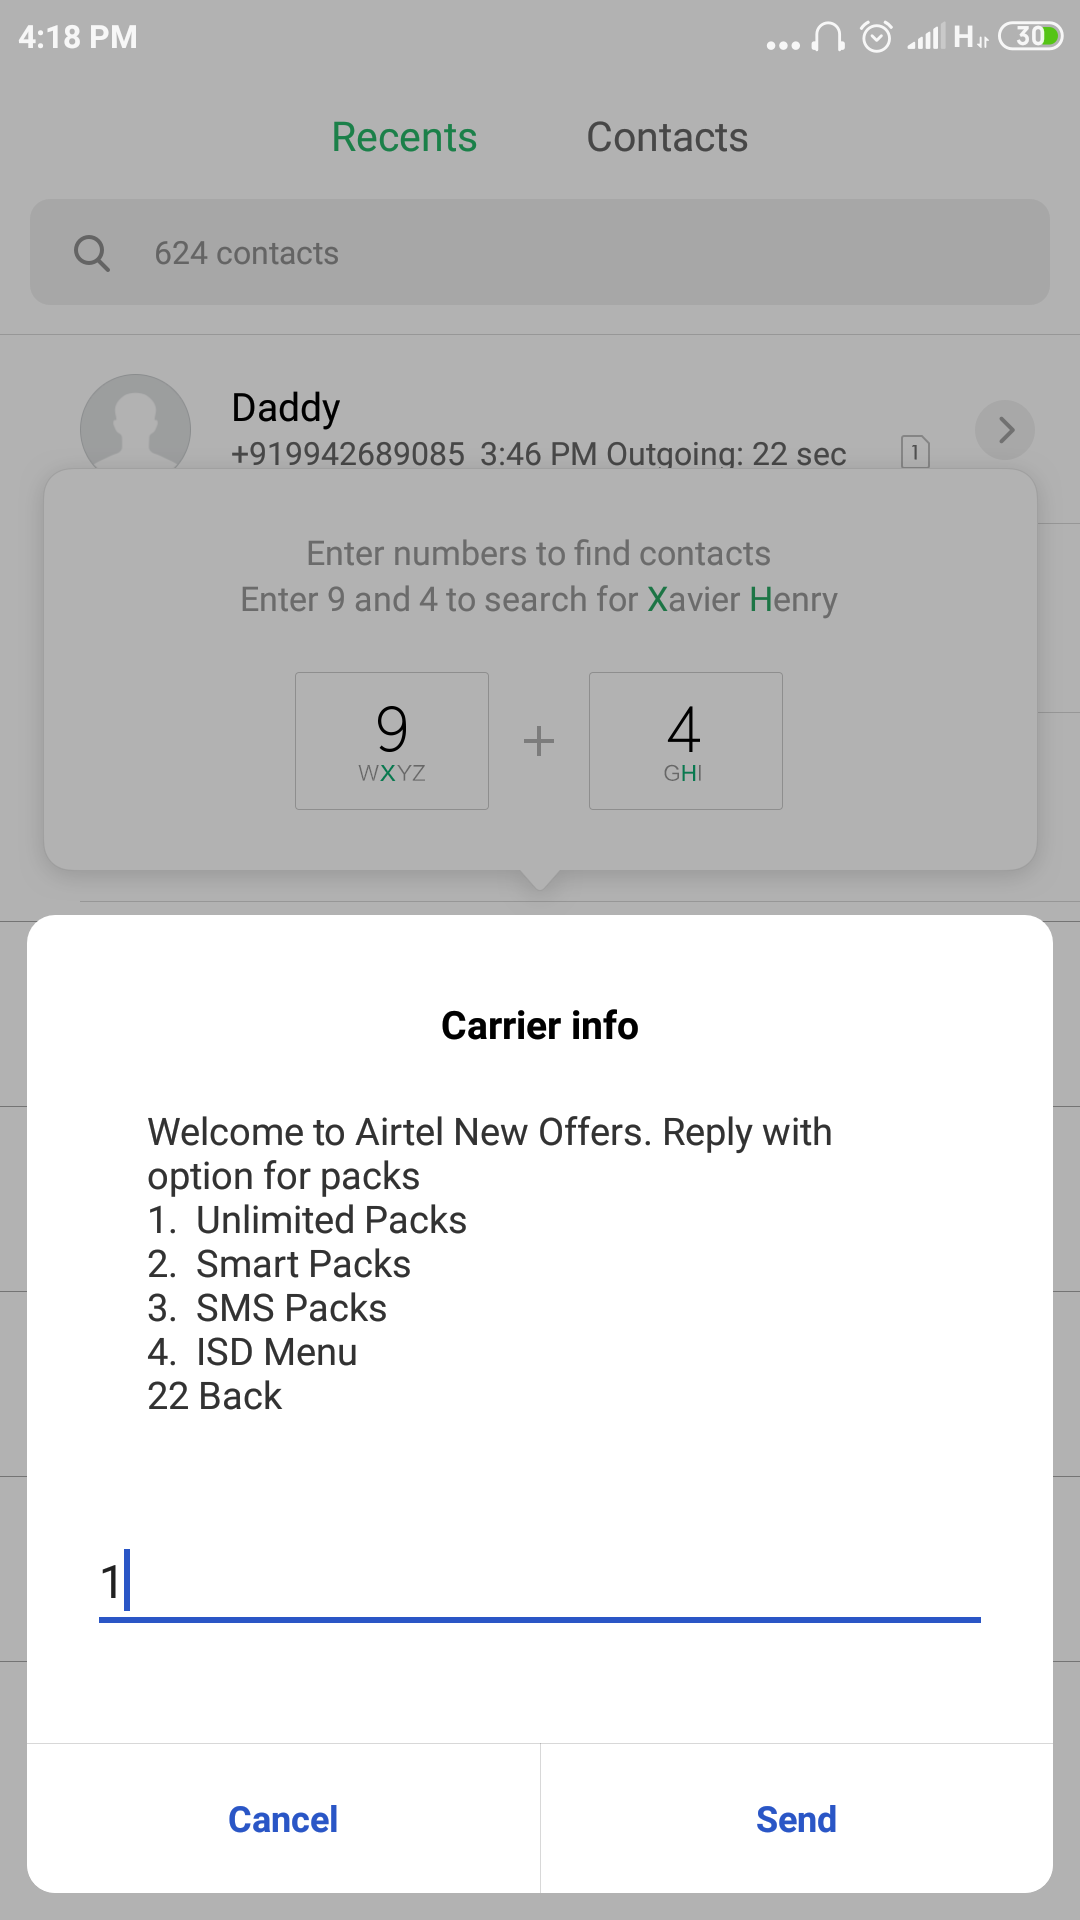 4:18 PM
... H 30
Recents Contacts
624 contacts
Daddy
+919942689085 3:46 PM Outgoing: 22 sec 1
Enter numbers to find contacts
Enter 9 and 4 to search for Xavier Henry
9 + 4
WXYZ GHI
Carrier info
Welcome to Airtel New Offers. Reply with
option for packs
1. Unlimited Packs
2. Smart Packs
3. SMS Packs
4. ISD Menu
22 Back
1
Cancel Send